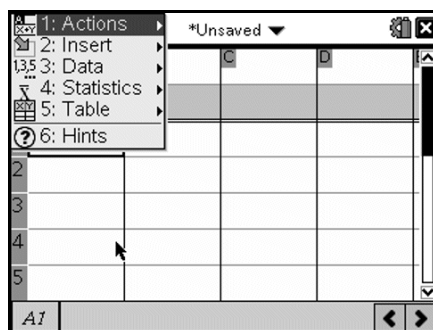 1: Actions
2: Insert
3: Data
4: Statistics
5: Table
6: Hints
*Unsaved
C
D
2
3
4
5
A1